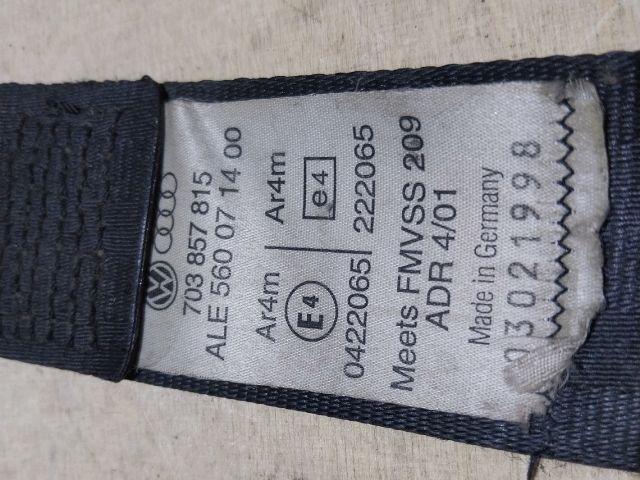 703 857 815
ALE 560 07 14 00
Ar4m Ar4m
E4 e4
0422065 222065
Meets FMVSS 209
ADR 4/01
Made in Germany
03021998